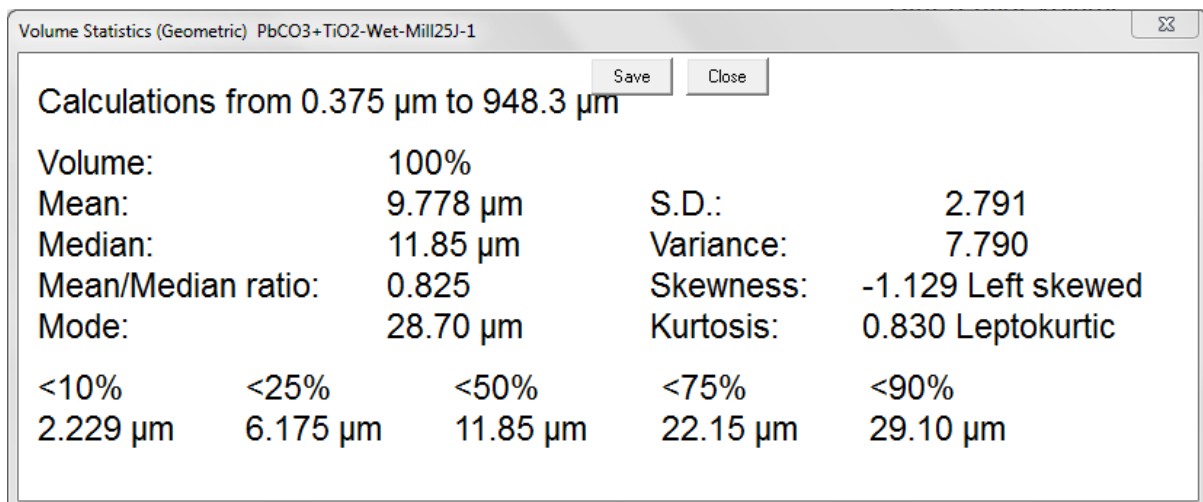 Volume Statistics (Geometric) PbCO3+TiO2-Wet-Mill25J-1
Save Close
Calculations from 0.375 µm to 948.3 µm
Volume: 100%
Mean: 9.778 µm S.D.: 2.791
Median: 11.85 µm Variance: 7.790
Mean/Median ratio: 0.825 Skewness: -1.129 Left skewed
Mode: 28.70 µm Kurtosis: 0.830 Leptokurtic
<10% <25% <50% <75% <90%
2.229 µm 6.175 µm 11.85 µm 22.15 µm 29.10 µm